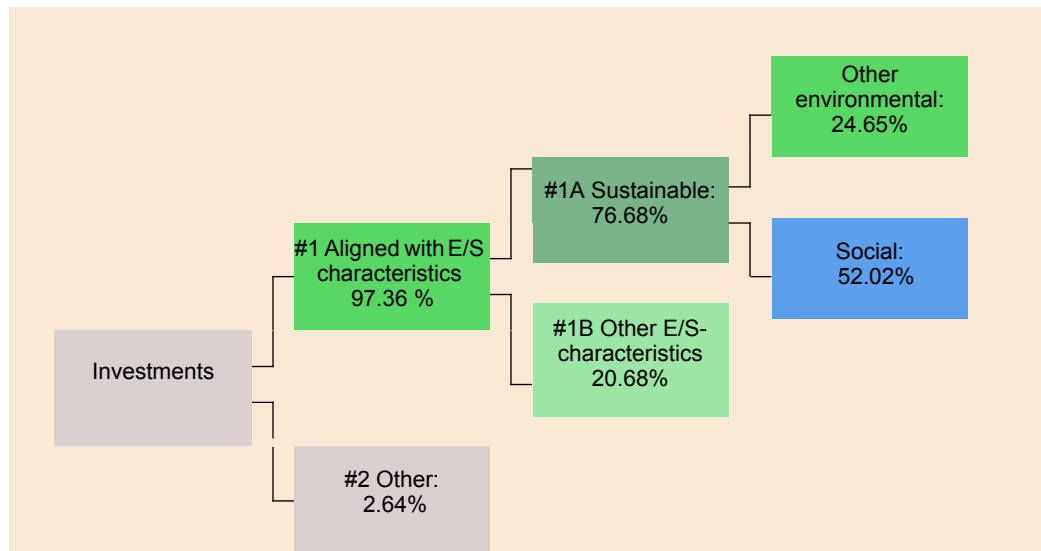 Investments
#1 Aligned with E/S
characteristics
97.36 %
#2 Other:
2.64%
#1A Sustainable:
76.68%
#1B Other E/S-
characteristics
20.68%
Other
environmental:
24.65%
Social:
52.02%